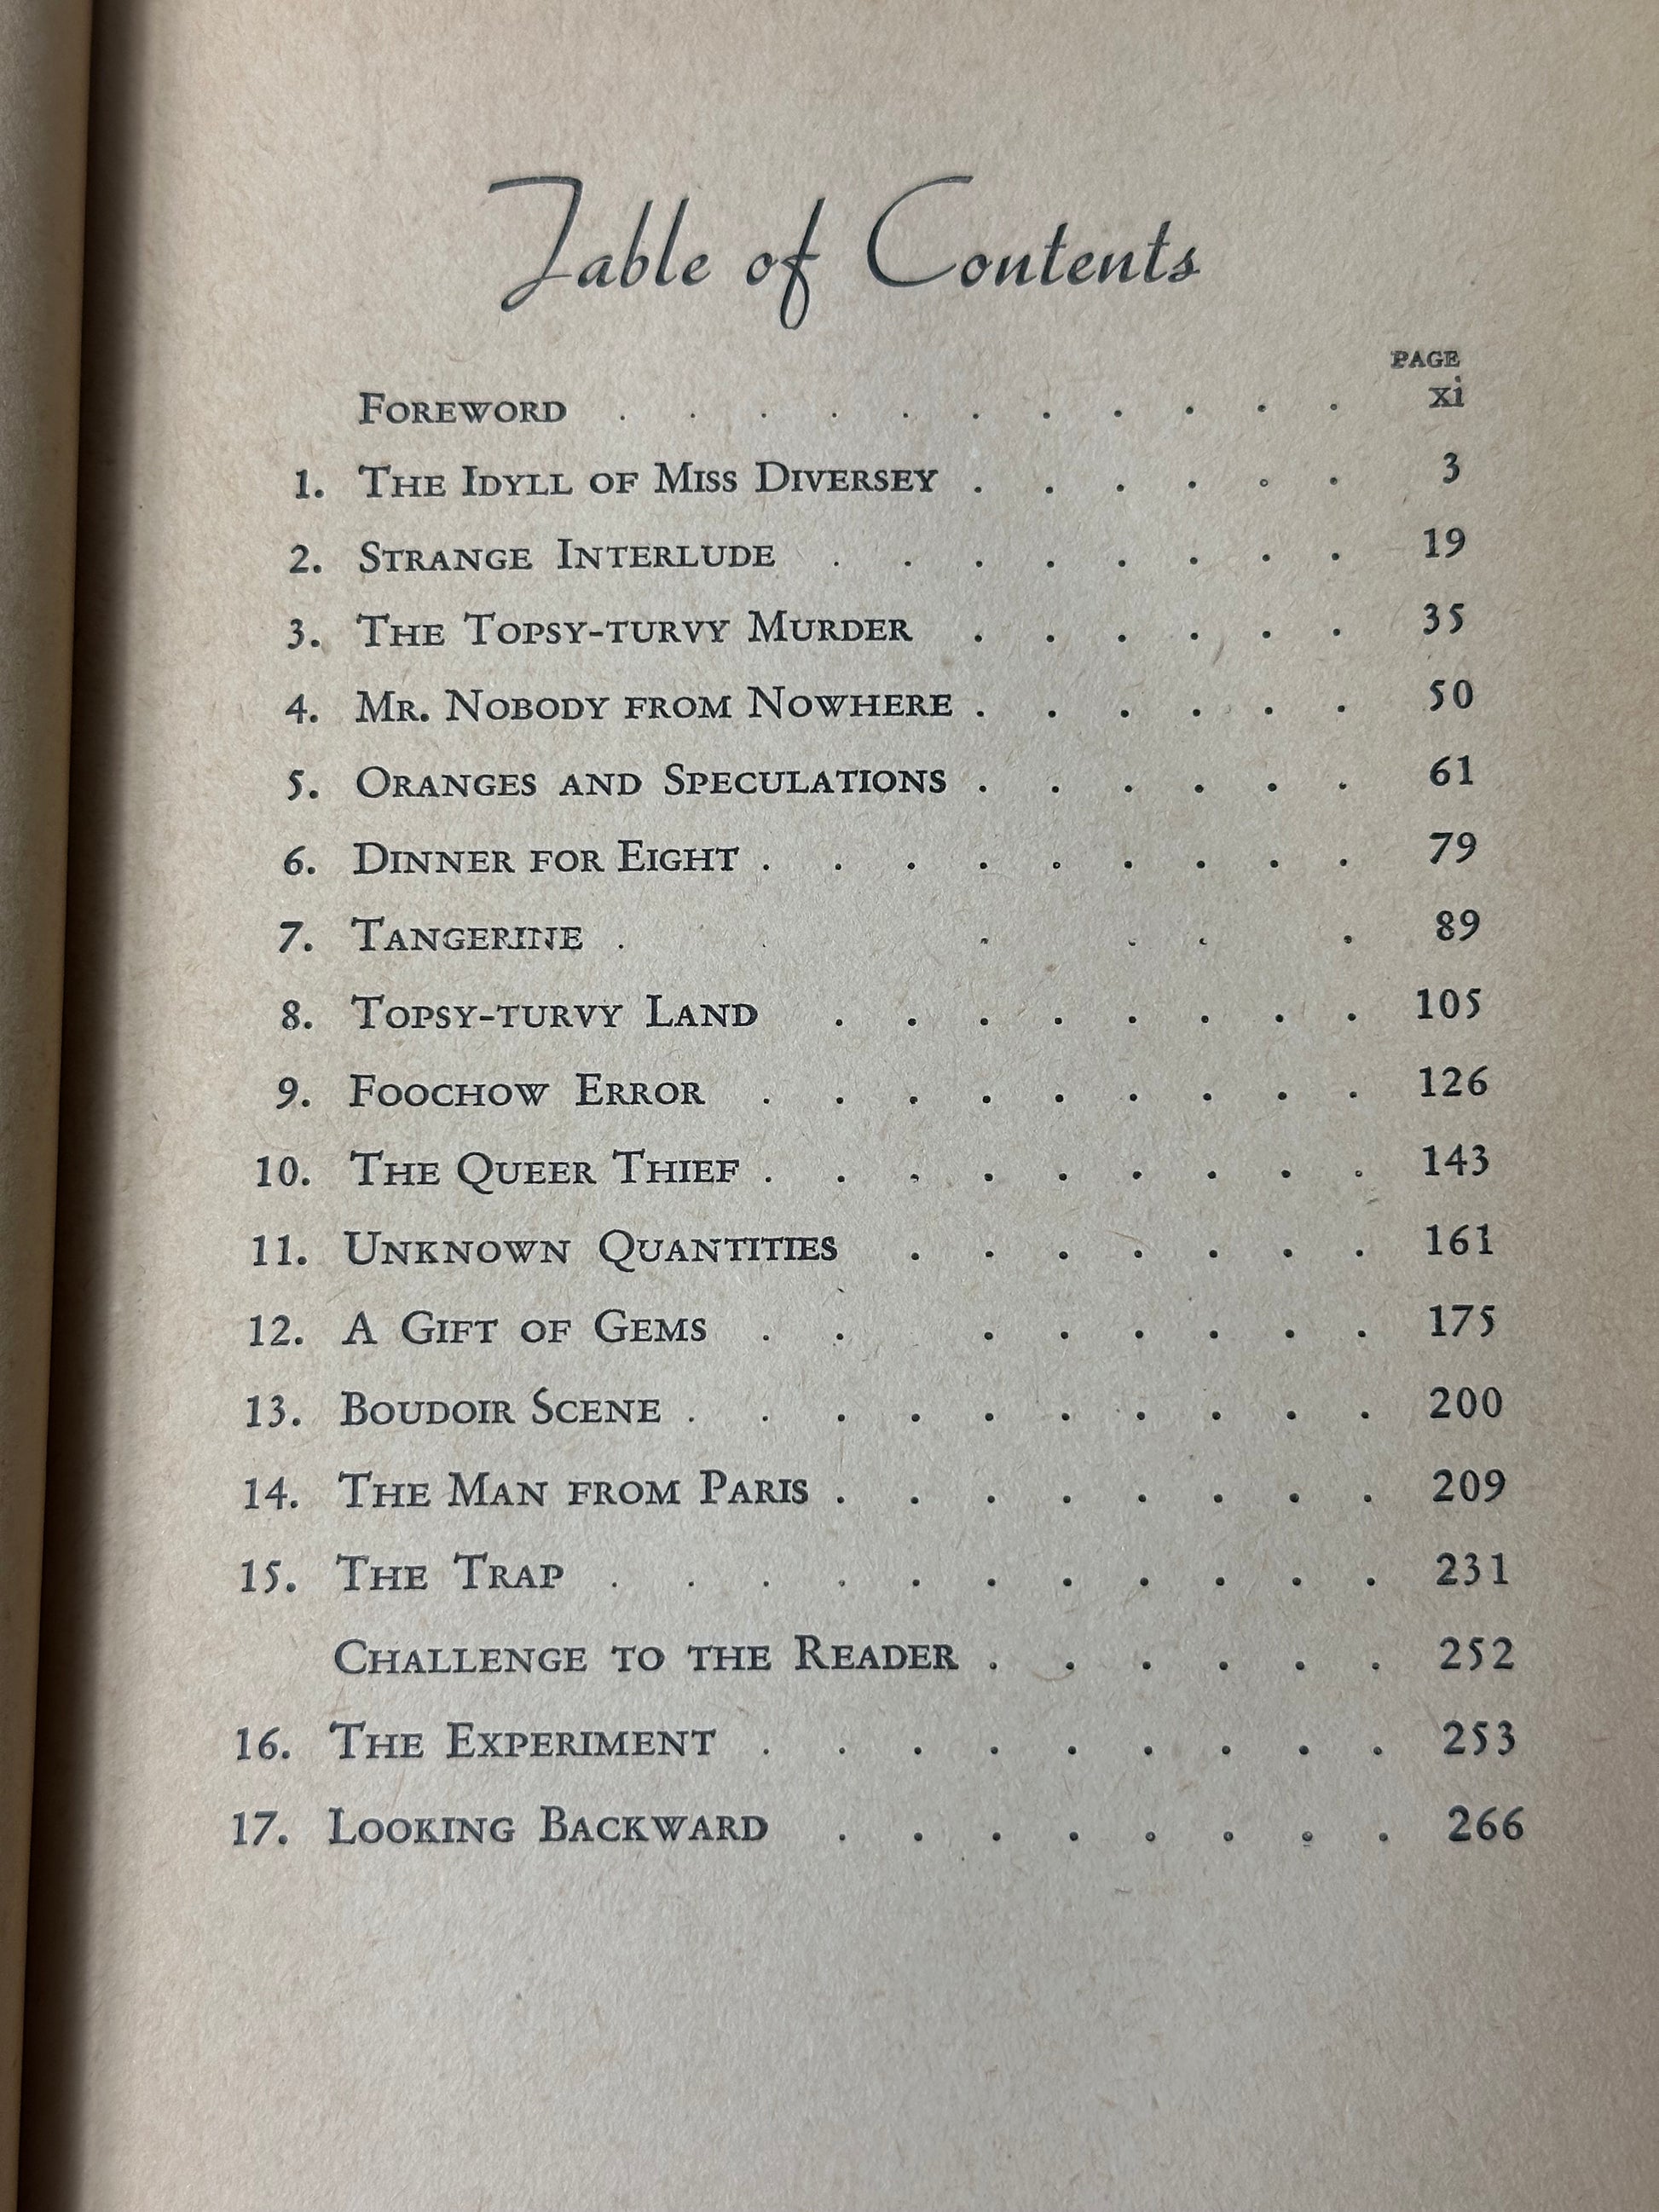 Table of Contents
PAGE
FOREWORD . . . . . . . . . . . xi
1. THE IDYLL OF MISS DIVERSEY . . . . . . 3
2. STRANGE INTERLUDE . . . . . . . . 19
3. THE TOPSY-TURVY MURDER . . . . . . 35
4. MR. NOBODY FROM NOWHERE . . . . . . 50
5. ORANGES AND SPECULATIONS . . . . . . 61
6. DINNER FOR EIGHT . . . . . . . . . 79
7. TANGERINE . . . . . . 89
8. TOPSY-TURVY LAND . . . . . . . . 105
9. FOOCHOW ERROR . . . . . . . . . 126
10. THE QUEER THIEF . . . . . . . . . 143
11. UNKNOWN QUANTITIES . . . . . . . 161
12. A GIFT OF GEMS . . . . . . . . 175
13. BOUDOIR SCENE . . . . . . . . . . 200
14. THE MAN FROM PARIS . . . . . . . . 209
15. THE TRAP . . . . . . . . . . . 231
CHALLENGE TO THE READER . . . . . . 252
16. THE EXPERIMENT . . . . . . . . . 253
17. LOOKING BACKWARD . . . . . . . . 266